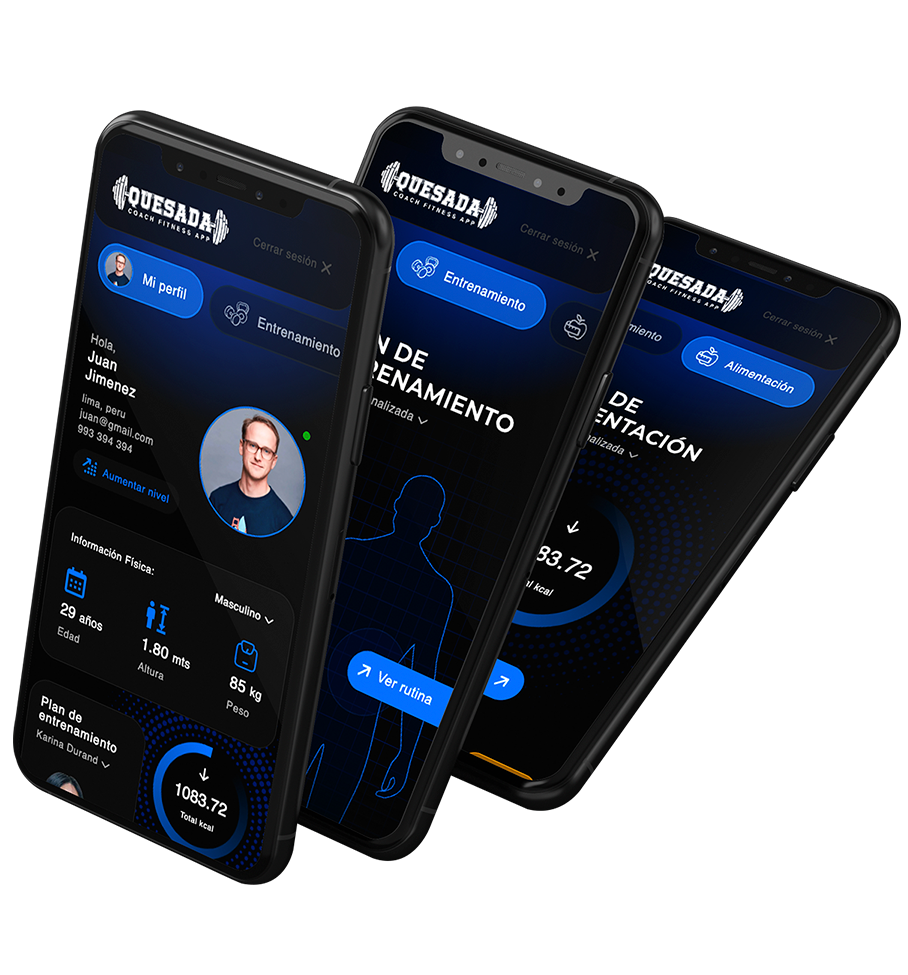 QUESADA
COACH FITNESS APP
Cerrar sesión
Mi perfil
Entrenamiento
Hola,
Juan
Jimenez
lima, peru
juan@gmail.com
993 394 394
Aumentar nivel
Información Física:
Masculino
29 años
Edad
1.80 mts
Altura
85 kg
Peso
Plan de
entrenamiento
Karina Durand
1083.72
Total kcal
QUESADA
COACH FITNESS APP
Cerrar sesión
Entrenamiento
N DE
RENAMIENTO
nalizada
Ver rutina
QUESADA
COACH FITNESS APP
Cerrar sesión
miento
Alimentación
DE
ENTACIÓN
alizada
83.72
l kcal